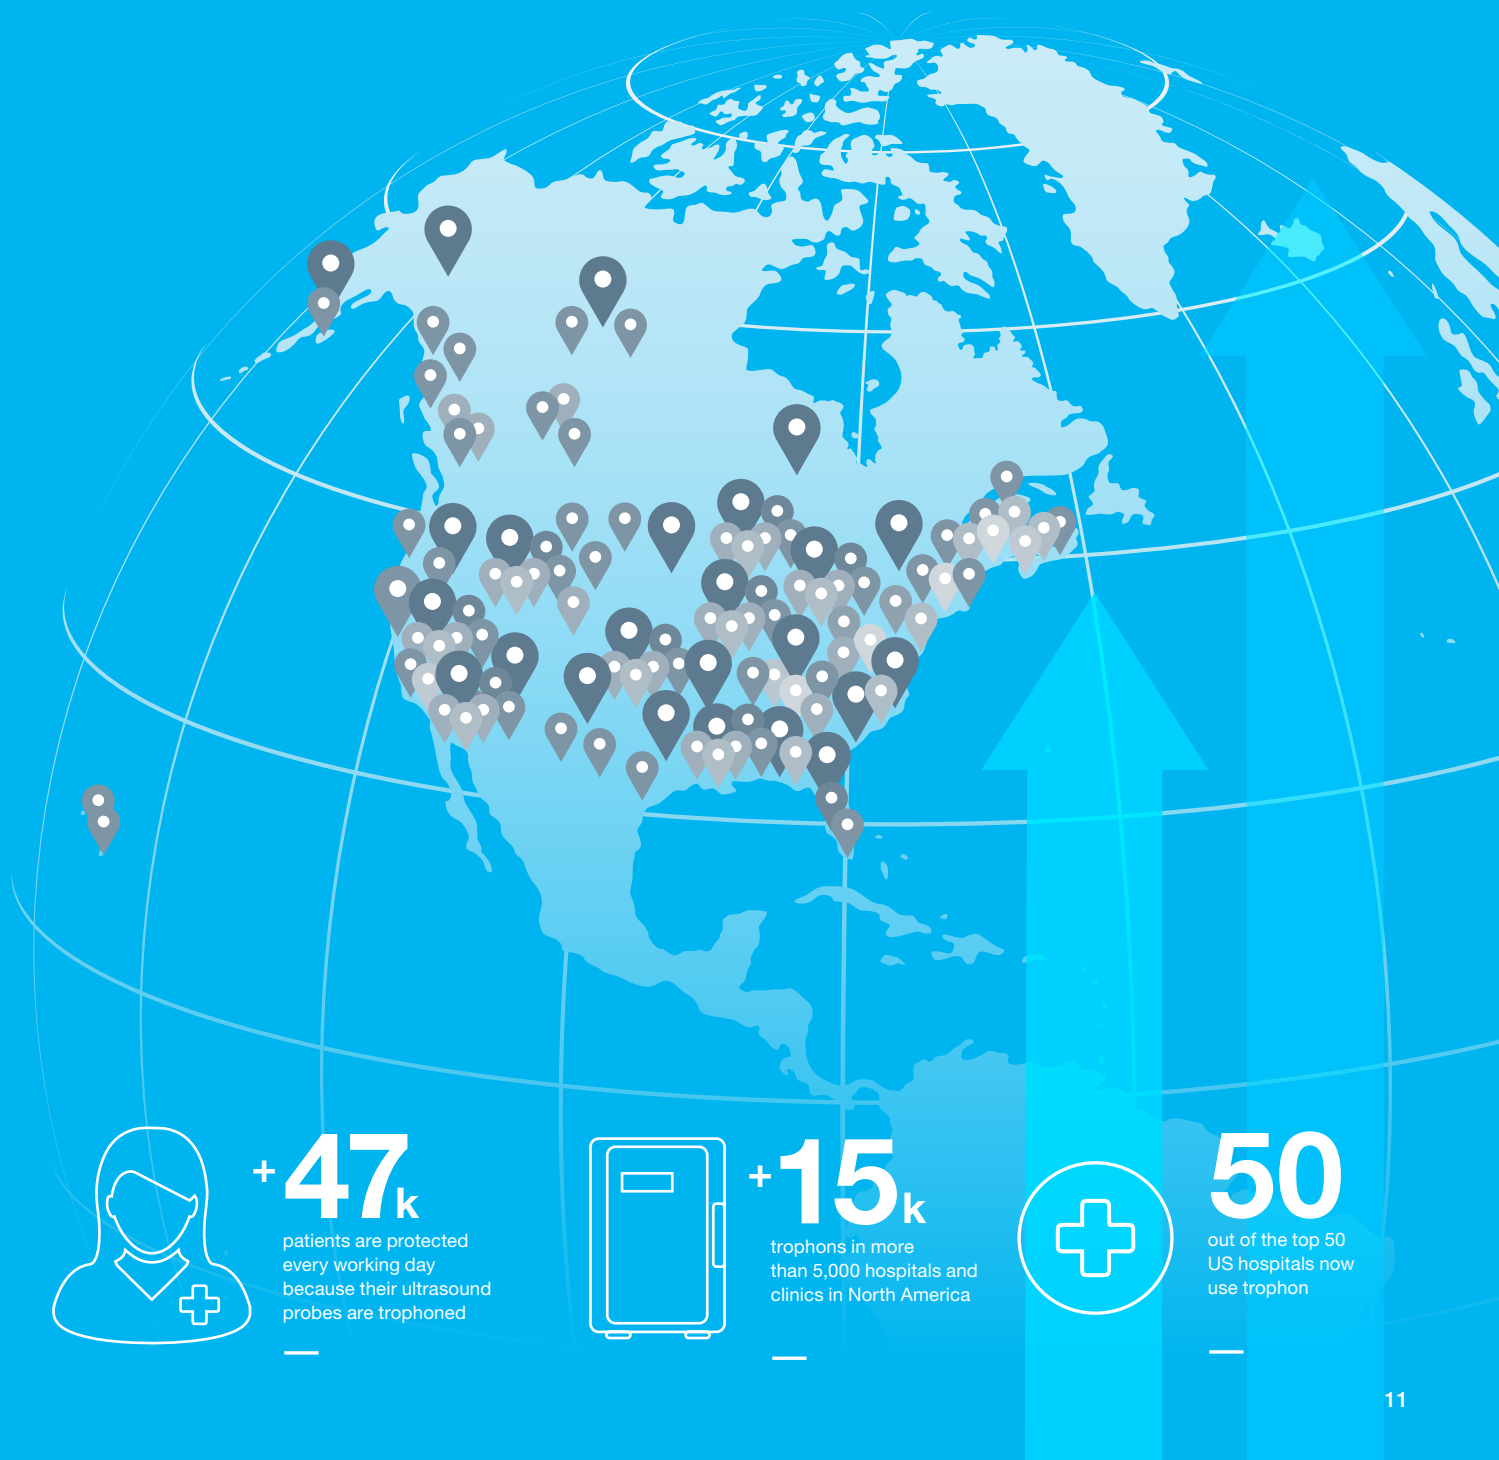 +47k
patients are protected
every working day
because their ultrasound
probes are trophoned
+15k
trophons in more
than 5,000 hospitals and
clinics in North America
50
out of the top 50
US hospitals now
use trophon
11